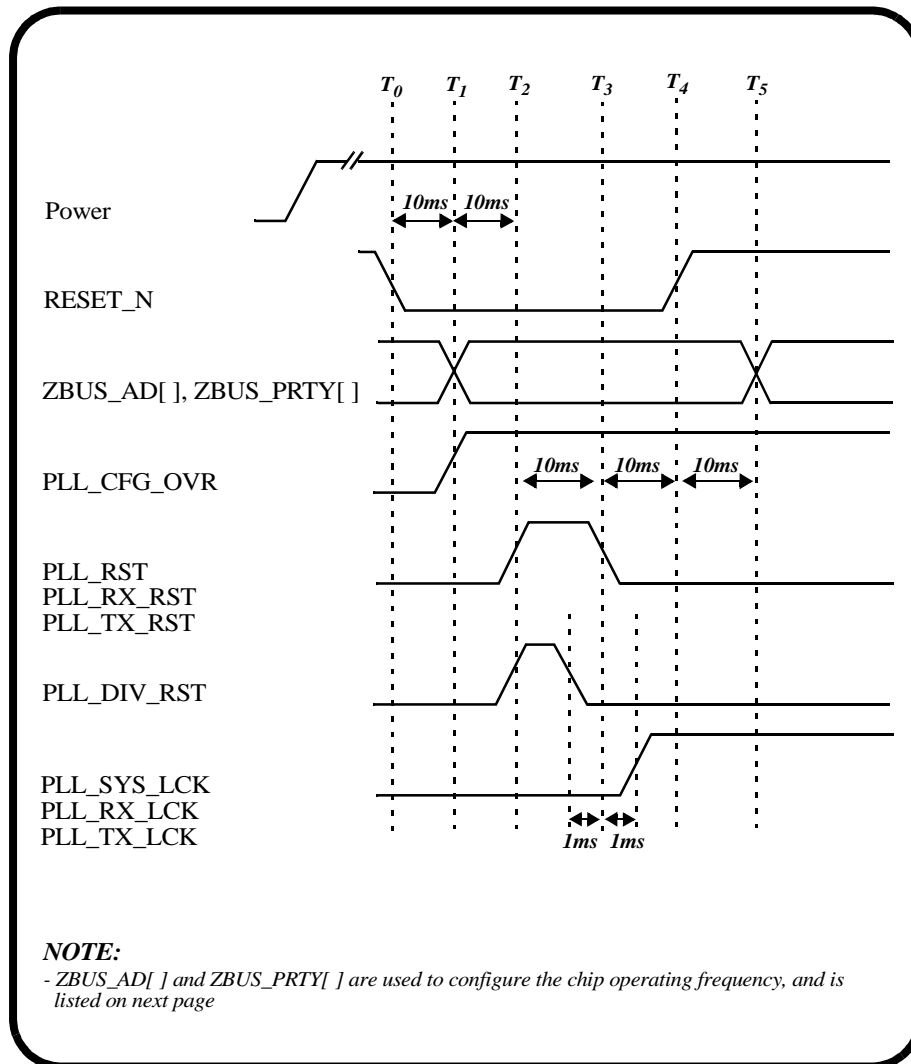 T0 T1 T2 T3 T4 T5
Power
10ms 10ms
RESET_N
ZBUS_AD[ ], ZBUS_PRTY[ ]
PLL_CFG_OVR
10ms 10ms 10ms
PLL_RST
PLL_RX_RST
PLL_TX_RST
PLL_DIV_RST
PLL_SYS_LCK
PLL_RX_LCK
PLL_TX_LCK
1ms 1ms
NOTE:
- ZBUS_AD[ ] and ZBUS_PRTY[ ] are used to configure the chip operating frequency, and is
listed on next page